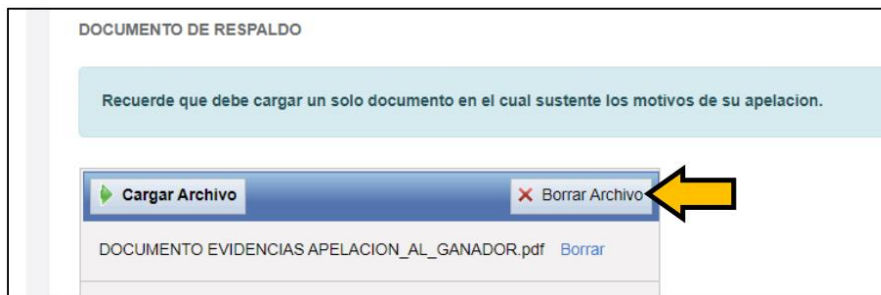 DOCUMENTO DE RESPALDO
Recuerde que debe cargar un solo documento en el cual sustente los motivos de su apelacion.
Cargar Archivo Borrar Archivo
DOCUMENTO EVIDENCIAS APELACION_AL_GANADOR.pdf Borrar